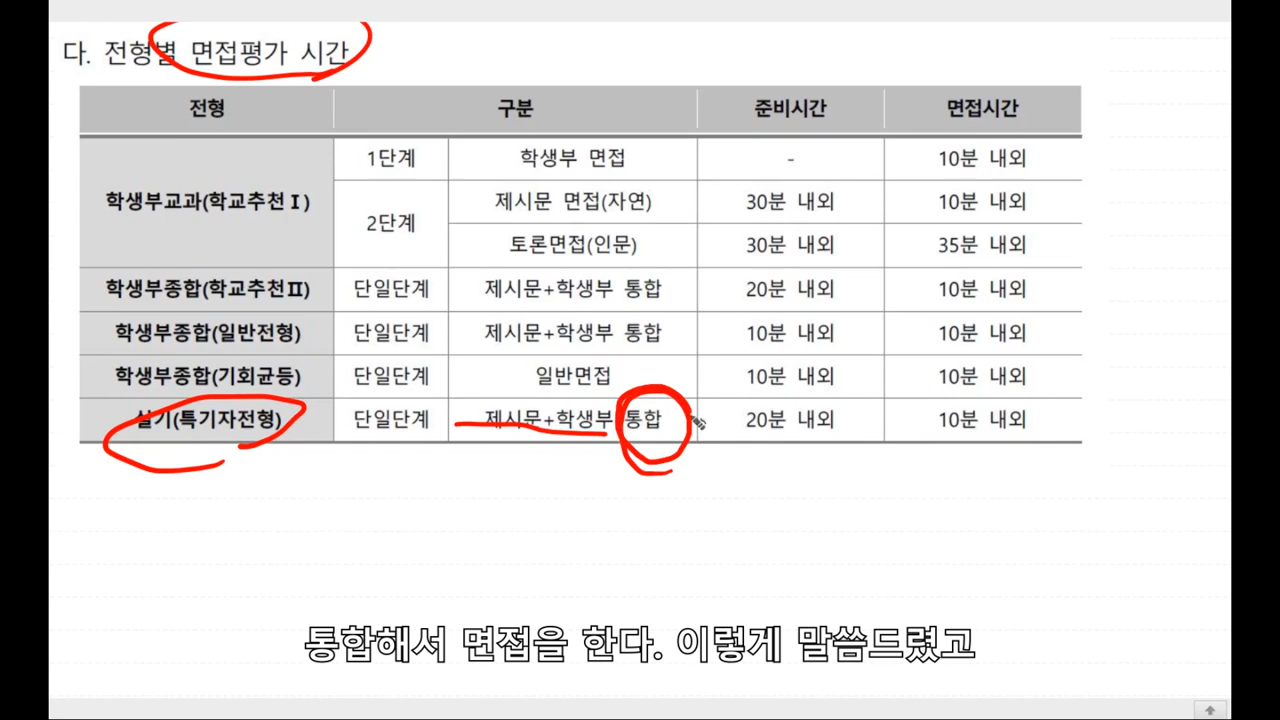 다. 전형별 면접평가 시간
전형 구분 준비시간 면접시간
학생부교과(학교추천Ⅰ) 1단계 학생부 면접 - 10분 내외
2단계 제시문 면접(자연) 30분 내외 10분 내외
토론면접(인문) 30분 내외 35분 내외
학생부종합(학교추천Ⅱ) 단일단계 제시문+학생부 통합 20분 내외 10분 내외
학생부종합(일반전형) 단일단계 제시문+학생부 통합 10분 내외 10분 내외
학생부종합(기회균등) 단일단계 일반면접 10분 내외 10분 내외
실기(특기자전형) 단일단계 제시문+학생부 통합 20분 내외 10분 내외
통합해서 면접을 한다. 이렇게 말씀드렸고